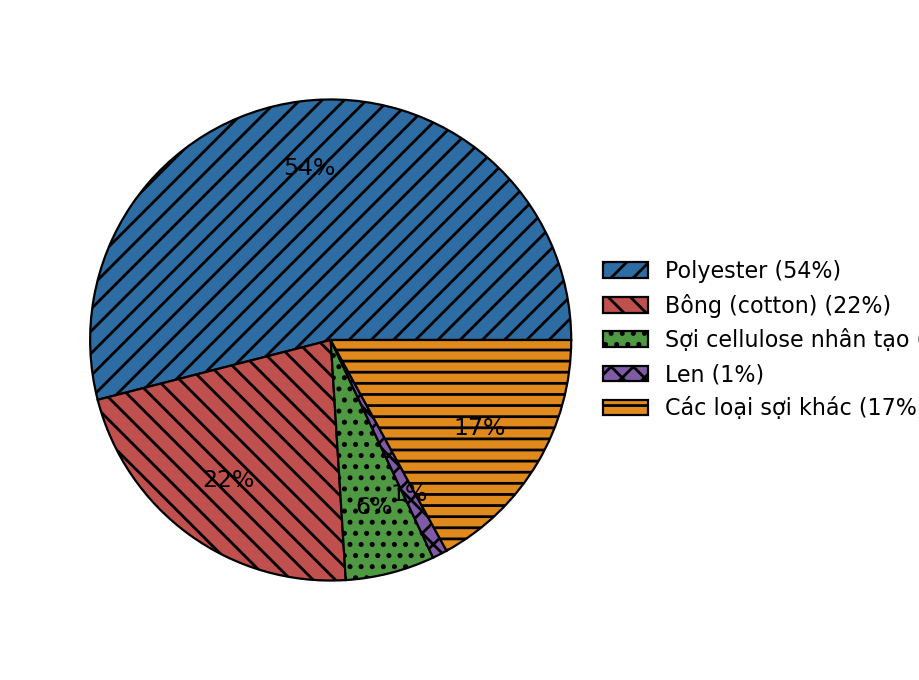 54%
22%
6%
1%
17%
Polyester (54%)
Bông (cotton) (22%)
Sợi cellulose nhân tạo (
Len (1%)
Các loại sợi khác (17%